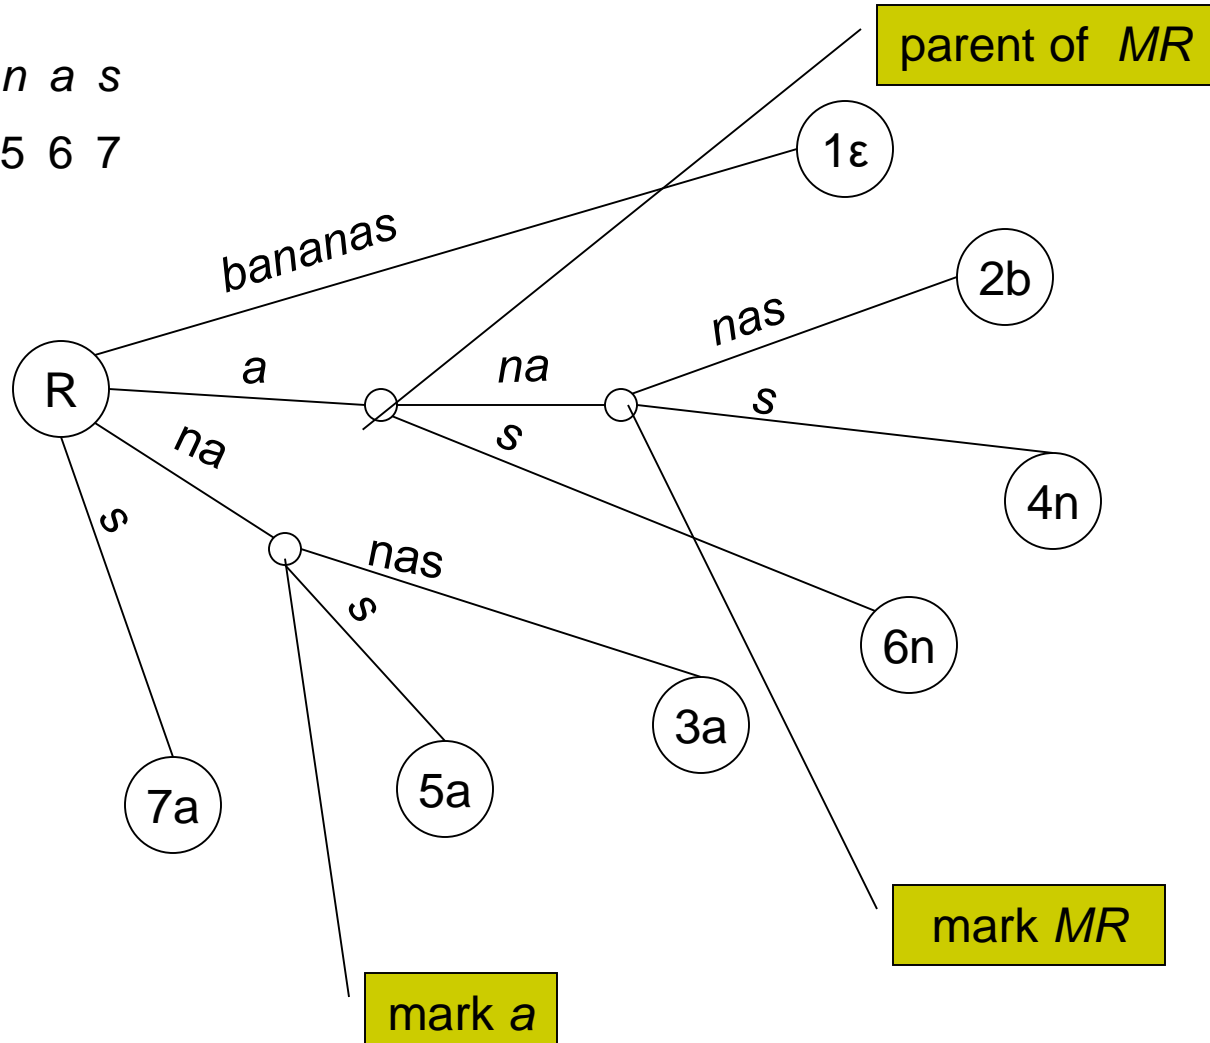 parent of MR
n a s
5 6 7
1ε
bananas
2b
nas
na
a
R
s
na
s
4n
s
nas
s
6n
3a
5a
7a
mark MR
mark a